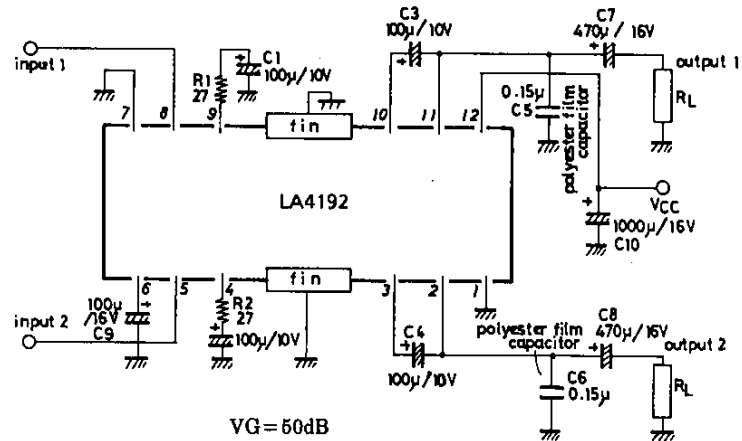 C3
100μ/10V
C7
470μ/16V
input 1
C1
100μ/10V
R1
27
output 1
0.15μ
C5
RL
polyester film
capacitor
7
8
9
fin
10
11
12
LA4192
VCC
1000μ/16V
C10
6
5
4
fin
3
2
1
100μ
/16V
C9
R2
27
100μ/10V
input 2
C4
100μ/10V
polyester film
capacitor
C8
470μ/16V
output 2
C6
0.15μ
RL
VG=50dB